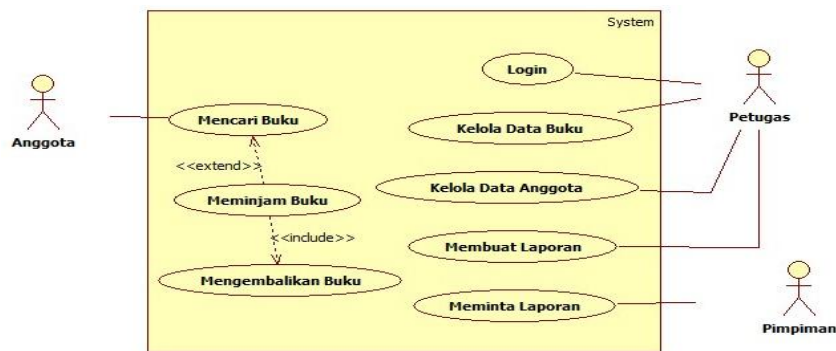 System
Login
Mencari Buku
Anggota
Kelola Data Buku
Petugas
<<extend>>
Kelola Data Anggota
Meminjam Buku
<<include>>
Membuat Laporan
Mengembalikan Buku
Meminta Laporan
Pimpiman